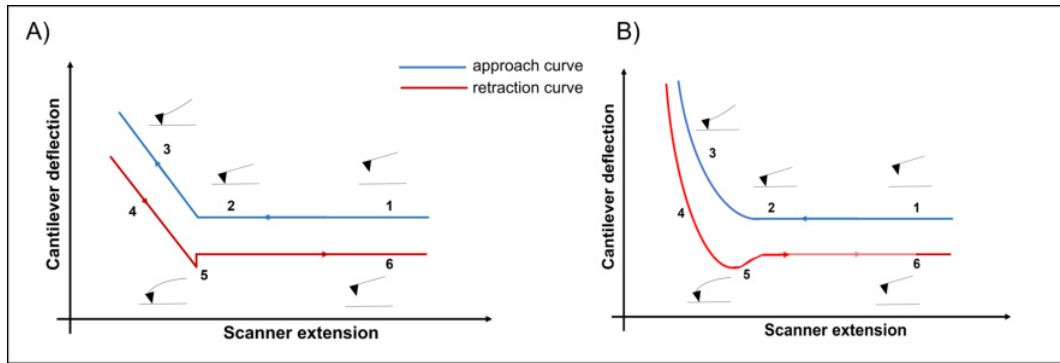 A)
Cantilever deflection
approach curve
retraction curve
3
2
1
4
5
6
Scanner extension
B)
Cantilever deflection
3
2
1
4
5
6
Scanner extension